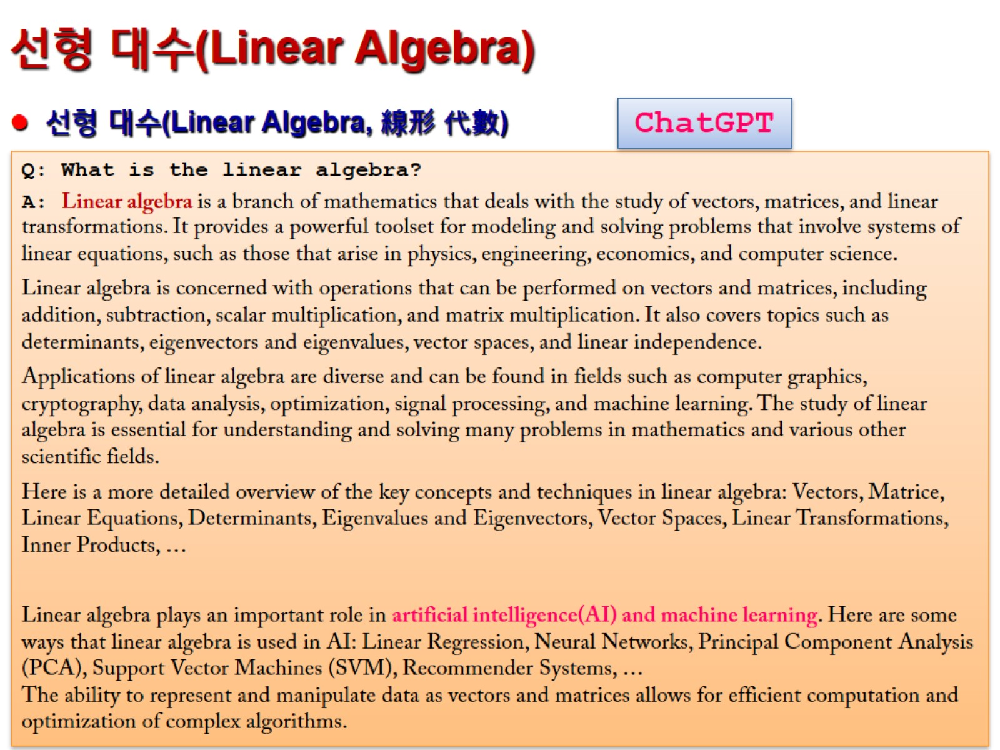 선형 대수(Linear Algebra)
선형 대수(Linear Algebra, 線形 代數)
ChatGPT
Q: What is the linear algebra?
A: Linear algebra is a branch of mathematics that deals with the study of vectors, matrices, and linear
transformations. It provides a powerful toolset for modeling and solving problems that involve systems of
linear equations, such as those that arise in physics, engineering, economics, and computer science.
Linear algebra is concerned with operations that can be performed on vectors and matrices, including
addition, subtraction, scalar multiplication, and matrix multiplication. It also covers topics such as
determinants, eigenvectors and eigenvalues, vector spaces, and linear independence.
Applications of linear algebra are diverse and can be found in fields such as computer graphics,
cryptography, data analysis, optimization, signal processing, and machine learning. The study of linear
algebra is essential for understanding and solving many problems in mathematics and various other
scientific fields.
Here is a more detailed overview of the key concepts and techniques in linear algebra: Vectors, Matrice,
Linear Equations, Determinants, Eigenvalues and Eigenvectors, Vector Spaces, Linear Transformations,
Inner Products, …
Linear algebra plays an important role in artificial intelligence(AI) and machine learning. Here are some
ways that linear algebra is used in AI: Linear Regression, Neural Networks, Principal Component Analysis
(PCA), Support Vector Machines (SVM), Recommender Systems, …
The ability to represent and manipulate data as vectors and matrices allows for efficient computation and
optimization of complex algorithms.